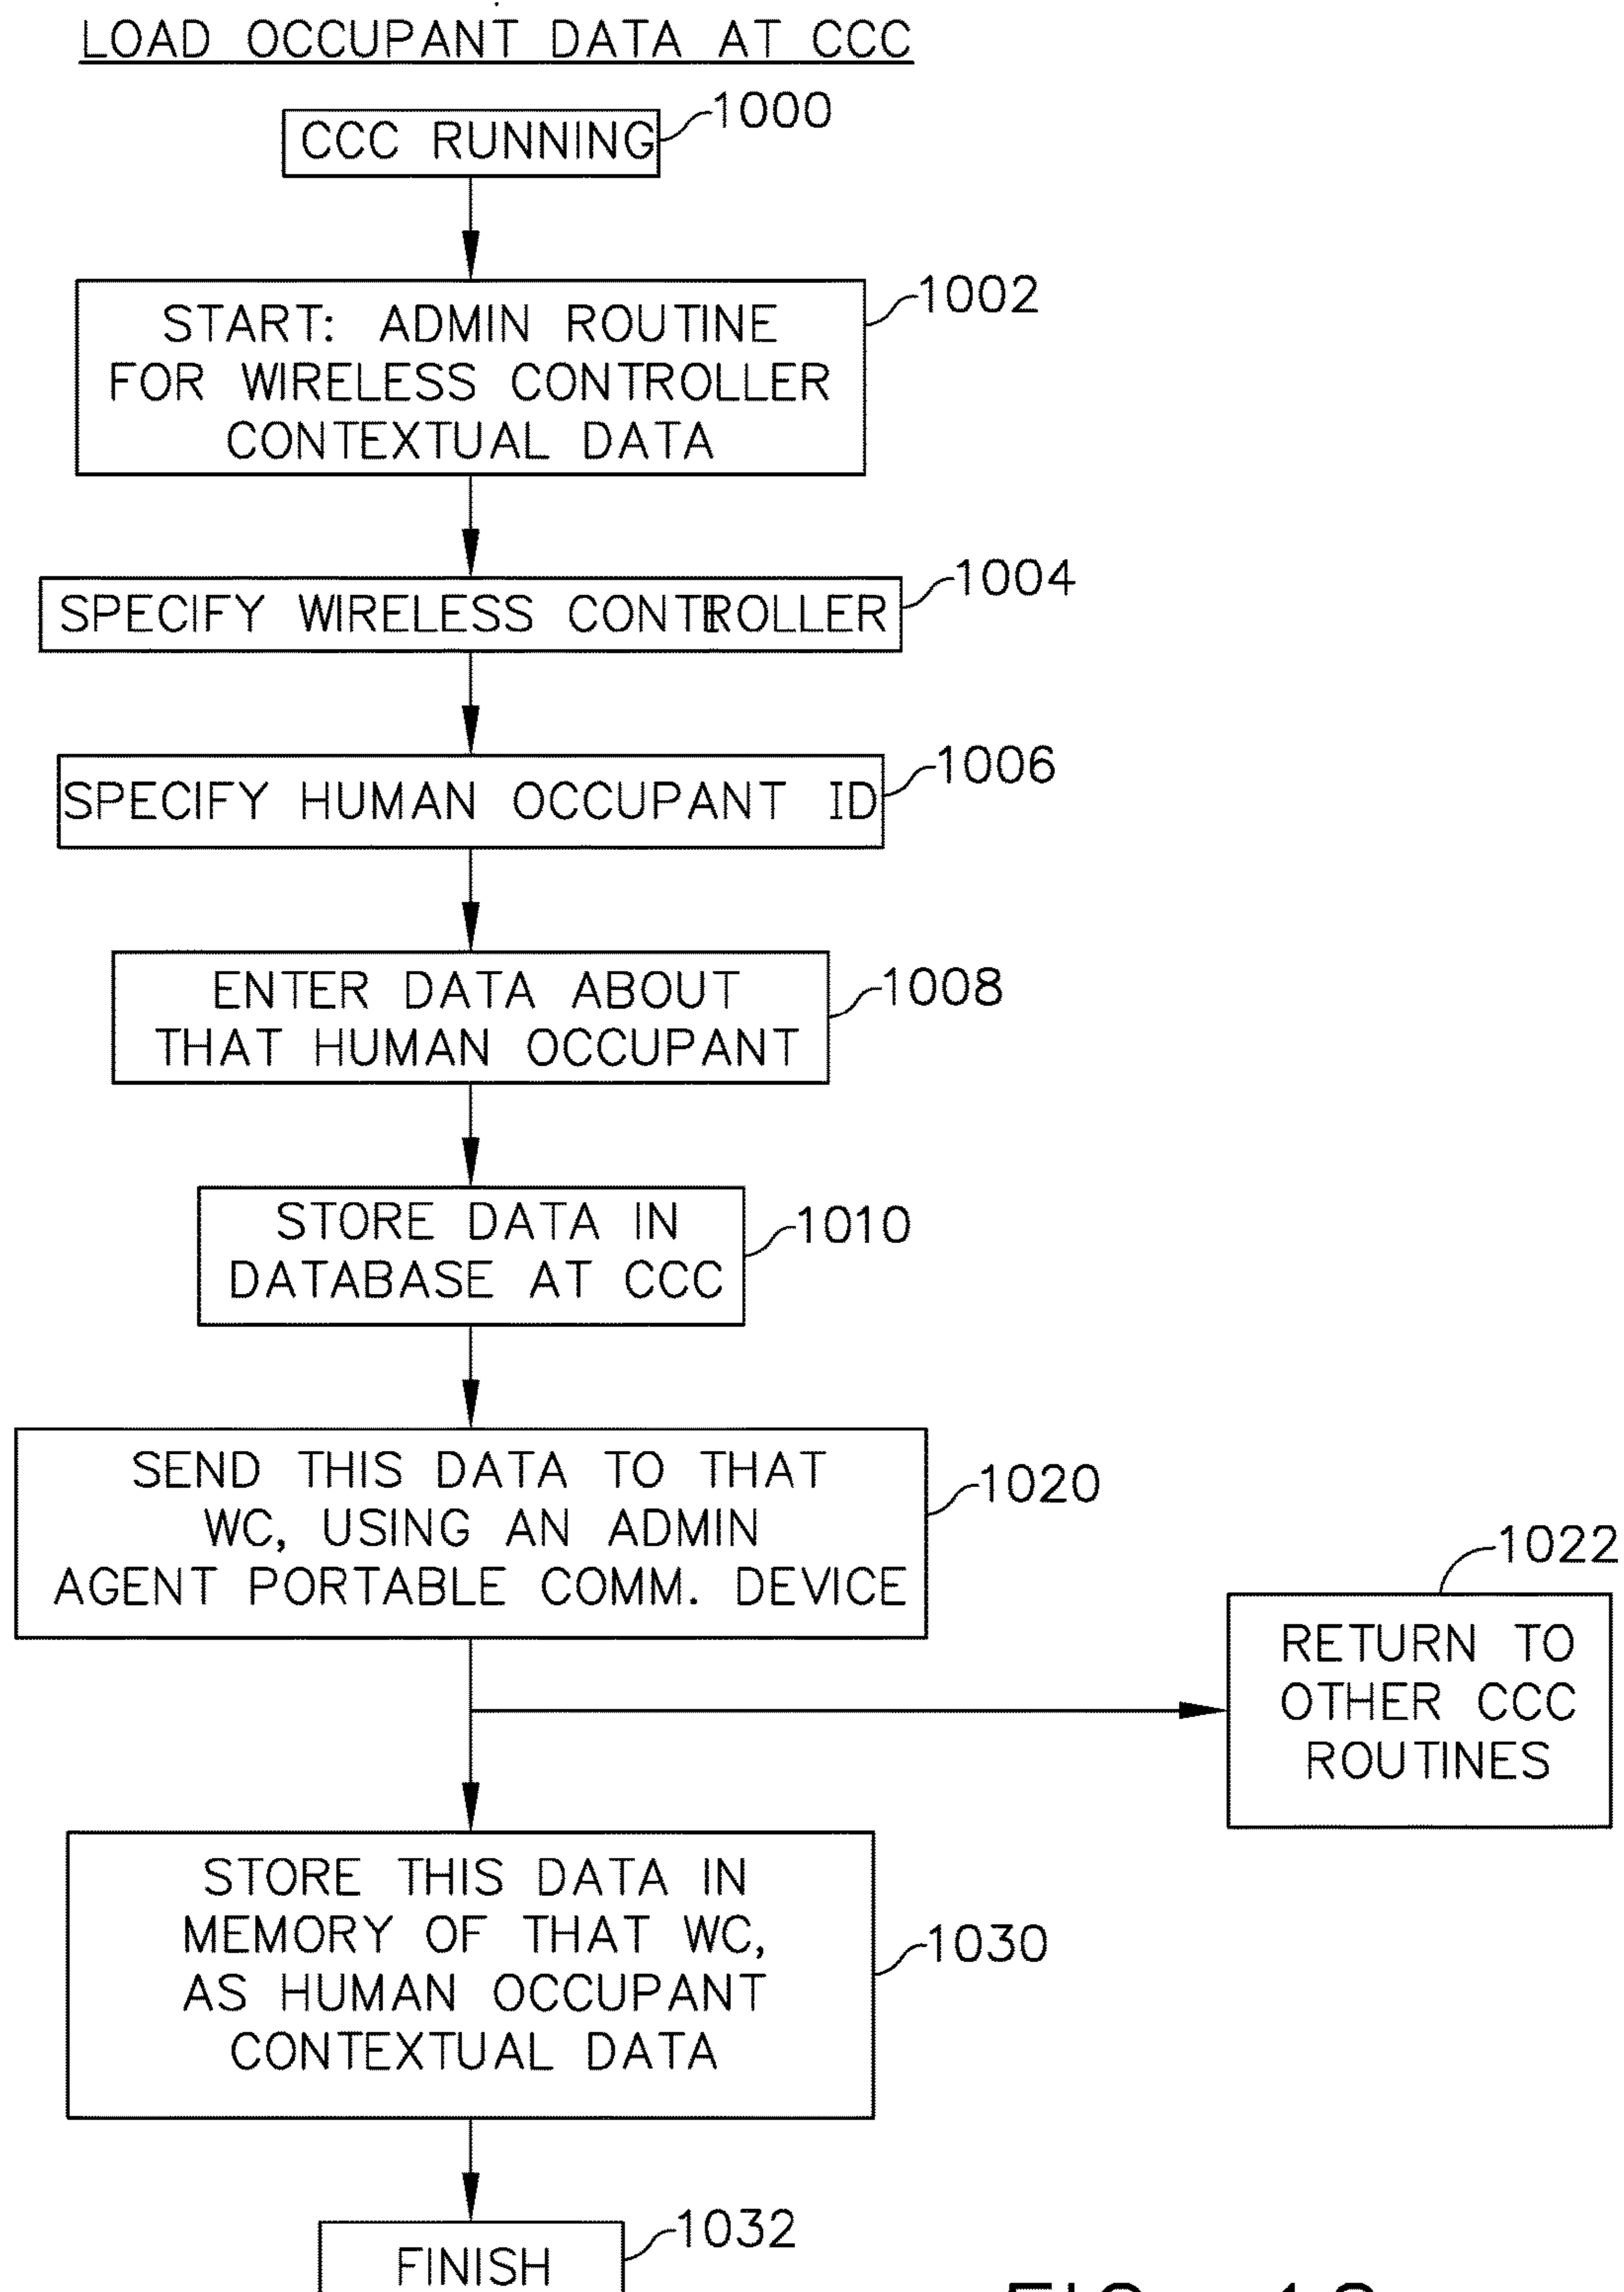 LOAD OCCUPANT DATA AT CCC
CCC RUNNING
1000
START: ADMIN ROUTINE
FOR WIRELESS CONTROLLER
CONTEXTUAL DATA
1002
SPECIFY WIRELESS CONTROLLER
1004
SPECIFY HUMAN OCCUPANT ID
1006
ENTER DATA ABOUT
THAT HUMAN OCCUPANT
1008
STORE DATA IN
DATABASE AT CCC
1010
SEND THIS DATA TO THAT
WC, USING AN ADMIN
AGENT PORTABLE COMM. DEVICE
1020
1022
RETURN TO
OTHER CCC
ROUTINES
STORE THIS DATA IN
MEMORY OF THAT WC,
AS HUMAN OCCUPANT
CONTEXTUAL DATA
1030
FINISH
1032